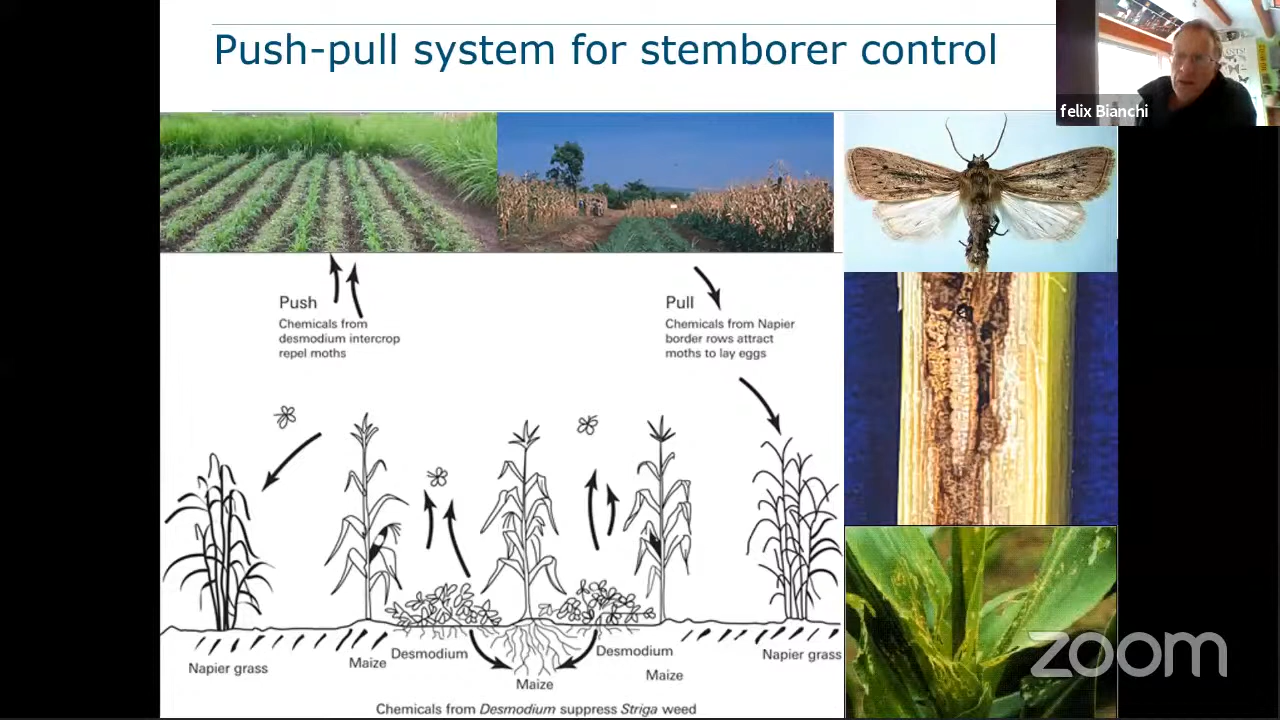 Push-pull system for stemborer control
felix Bianchi
Push
Chemicals from
desmodium intercrop
repel moths
Pull
Chemicals from Napier
border rows attract
moths to lay eggs
Napier grass
Maize
Desmodium
Maize
Desmodium
Maize
Napier grass
Chemicals from Desmodium suppress Striga weed
zoom